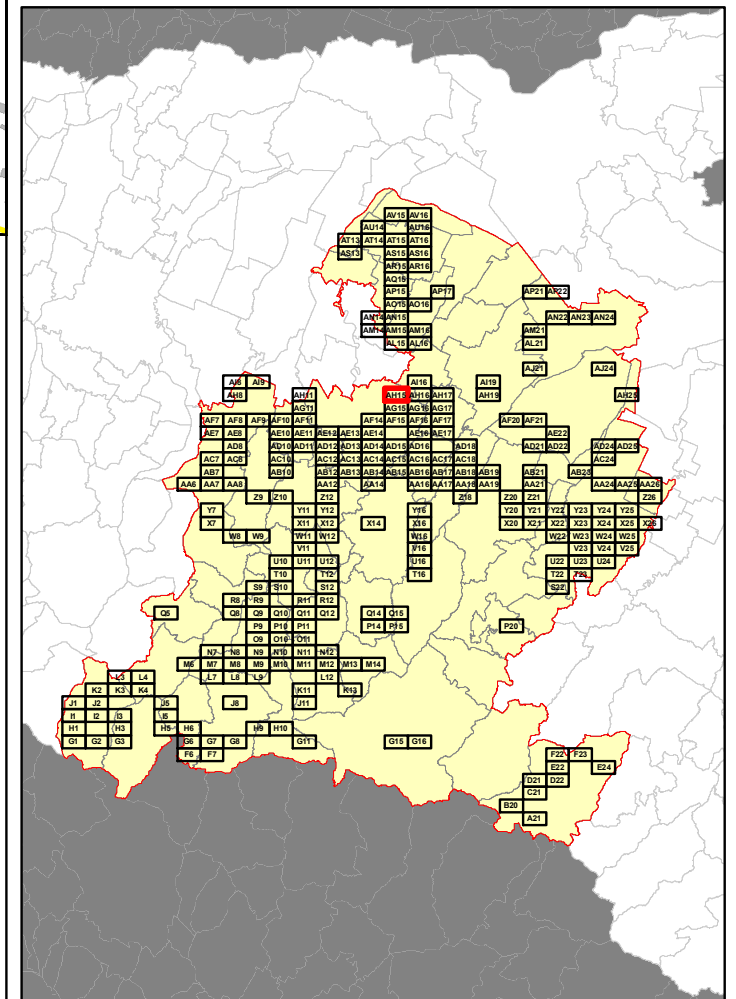 AV15 AV16
AU14 AU16
AT13 AT14 AT15 AT16
AS13 AS15 AS16
AR15 AR16
AQ15
AP15 AP17 AP21 AP22
AO15 AO16
AN14 AN15 AN22 AN23 AN24
AM14 AM15 AM16 AM21
AL15 AL16 AL21
AJ21 AJ24
AI8 AI9 AI16 AI19
AH8 AH11 AH15 AH16 AH17 AH19 AH25
AG11 AG15 AG16 AG17
AF7 AF8 AF9 AF10 AF11 AF14 AF15 AF16 AF17 AF20 AF21
AE7 AE8 AE10 AE11 AE12 AE13 AE14 AE16 AE17 AE22
AD8 AD10 AD11 AD12 AD13 AD14 AD15 AD16 AD18 AD21 AD22 AD24 AD25
AC7 AC8 AC10 AC12 AC13 AC14 AC15 AC16 AC17 AC18 AC24
AB7 AB10 AB12 AB13 AB14 AB15 AB16 AB17 AB18 AB19 AB21 AB23
AA6 AA7 AA8 AA12 AA14 AA16 AA17 AA18 AA19 AA21 AA24 AA25 AA26
Z9 Z10 Z12 Z18 Z20 Z21 Z26
Y7 Y11 Y12 Y16 Y20 Y21 Y22 Y23 Y24 Y25
X7 X11 X12 X14 X16 X20 X21 X22 X23 X24 X25 X26
W8 W9 W11 W12 W16 W22 W23 W24 W25
V11 V16 V23 V24 V25
U10 U11 U12 U16 U22 U23 U24
T10 T12 T16 T22 T23
S9 S10 S12 S22
R8 R9 R11 R12
Q5 Q8 Q9 Q10 Q11 Q12 Q14 Q15
P9 P10 P11 P14 P15 P20
O9 O10 O11
N7 N8 N9 N10 N11 N12
M6 M7 M8 M9 M10 M11 M12 M13 M14
L3 L4 L7 L8 L9 L12
K2 K3 K4 K11 K13
J1 J2 J5 J8 J11
I1 I2 I3 I5
H1 H3 H5 H6 H9 H10
G1 G2 G3 G6 G7 G8 G11 G15 G16
F6 F7 F22 F23
E22 E24
D21 D22
C21
B20
A21